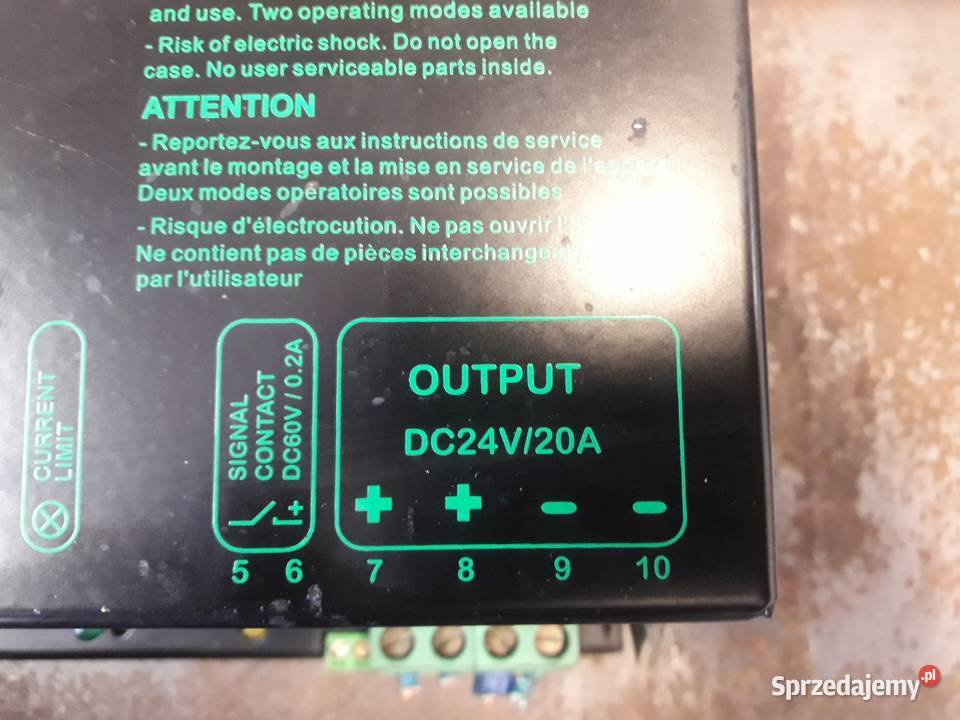 and use. Two operating modes available
- Risk of electric shock. Do not open the
case. No user serviceable parts inside.
ATTENTION
- Reportez-vous aux instructions de service
avant le montage et la mise en service de
Deux modes opératoires sont possibles
- Risque d'électrocution. Ne pas ouvrir
Ne contient pas de pièces
par l'utilisateur
CURRENT
LIMIT
SIGNAL
CONTACT
DC60V / 0.2A
+
OUTPUT
DC24V/20A
+ + - -
5 6 7 8 9 10
Sprzedajemy.pl